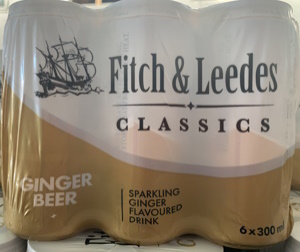 Fitch & Leedes
CLASSICS
GINGER
BEER
SPARKLING
GINGER
FLAVOURED
DRINK
6 x 300 ml